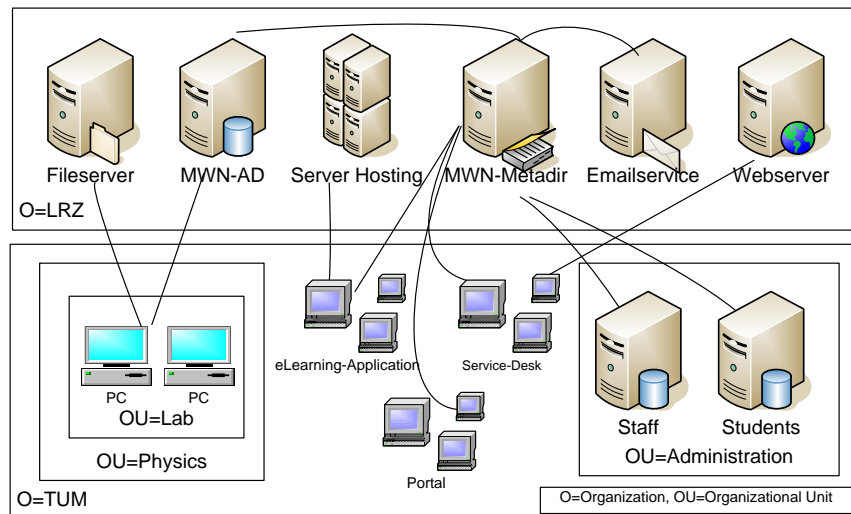 Fileserver
MWN-AD
Server Hosting
MWN-Metadir
Emailservice
Webserver
O=LRZ
eLearning-Application
Service-Desk
PC
PC
OU=Lab
Staff
Students
OU=Physics
OU=Administration
Portal
O=TUM
O=Organization, OU=Organizational Unit